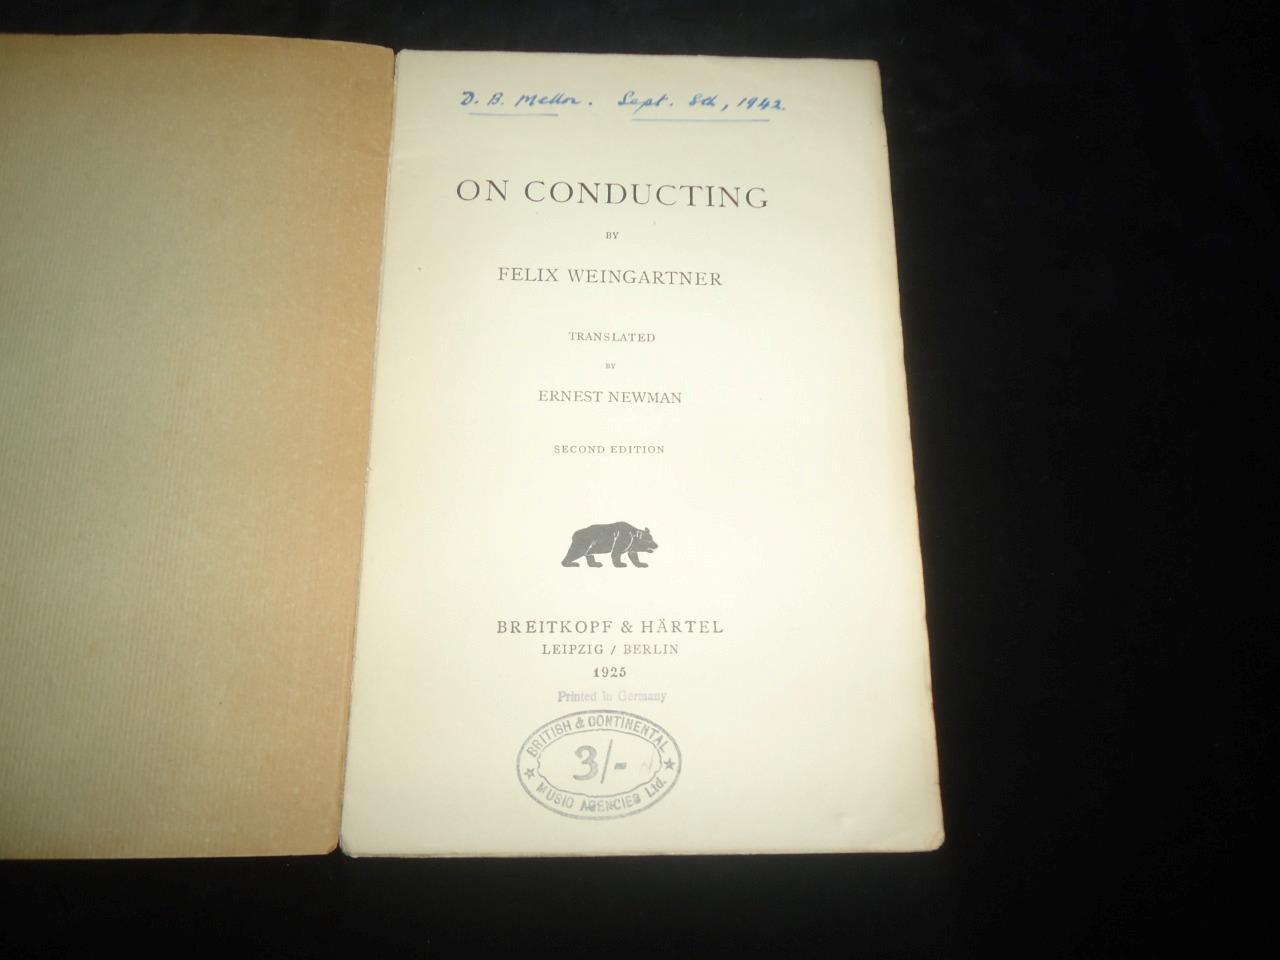 D. B. Mellor. Sept. 8th, 1942.
ON CONDUCTING
BY
FELIX WEINGARTNER
TRANSLATED
BY
ERNEST NEWMAN
SECOND EDITION
BREITKOPF & HÄRTEL
LEIPZIG / BERLIN
1925
Printed in Germany
BRITISH & CONTINENTAL
3/-
MUSIC AGENCIES Ltd.